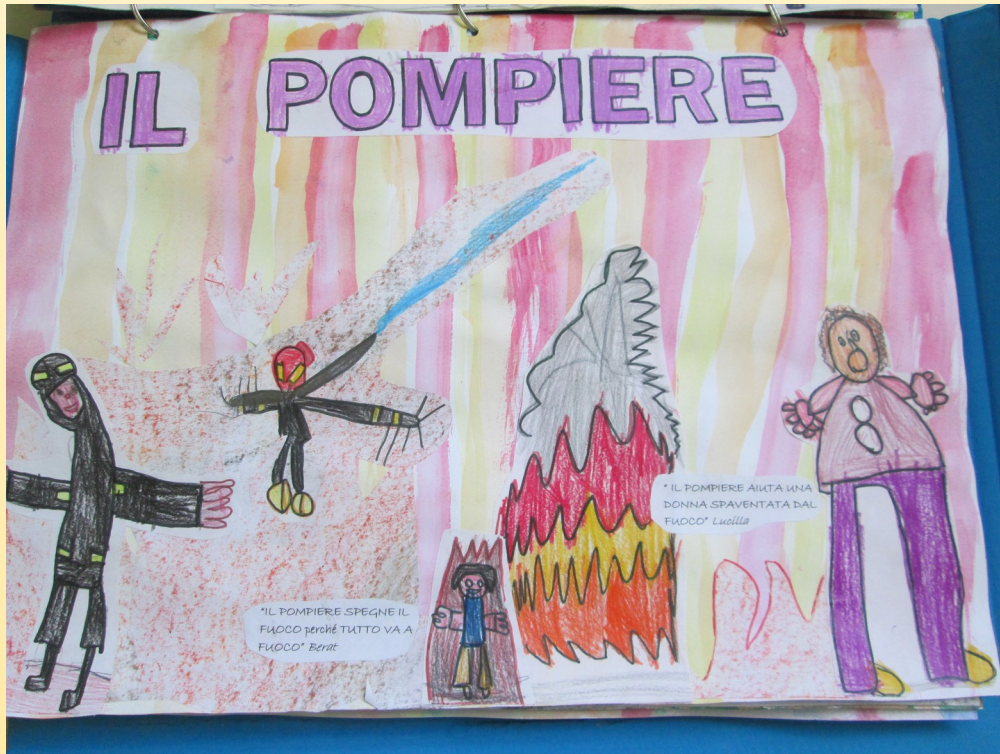 IL POMPIERE
" IL POMPIERE AIUTA UNA
DONNA SPAVENTATA DAL
FUOCO" Lucilla
"IL POMPIERE SPEGNE IL
FUOCO perché TUTTO VA A
FUOCO" Berat